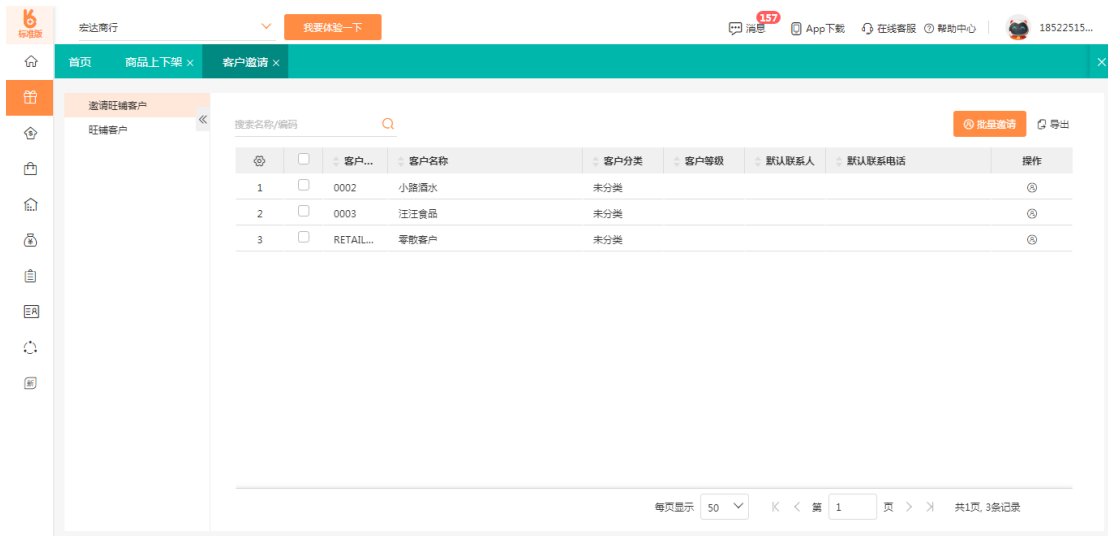 标准版
宏达商行
我要体验一下
消息
157
App下载
在线客服
帮助中心
18522515...
首页
商品上下架
客户邀请
邀请旺铺客户
旺铺客户
搜索名称/编码
批量邀请
导出
客户... 客户名称 客户分类 客户等级 默认联系人 默认联系电话 操作
1 0002 小路酒水 未分类
2 0003 汪汪食品 未分类
3 RETAIL... 零散客户 未分类
每页显示 50 第 1 页 共1页, 3条记录